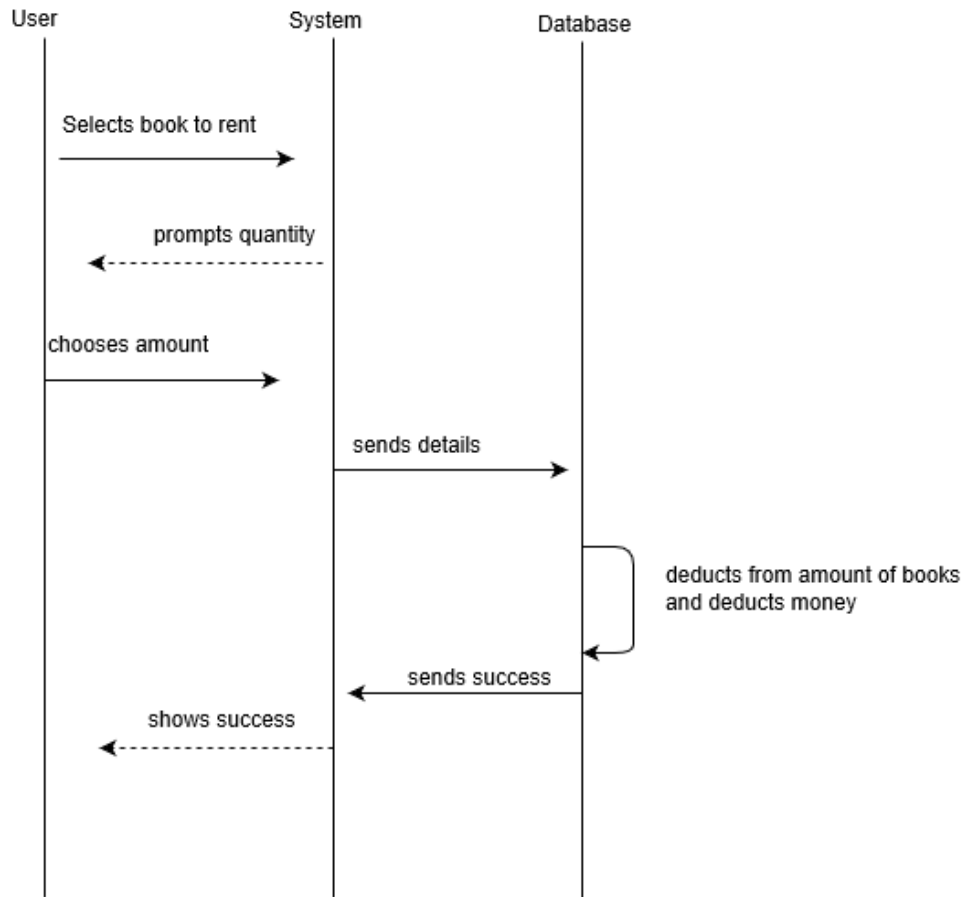 User
System
Database
Selects book to rent
prompts quantity
chooses amount
sends details
deducts from amount of books
and deducts money
sends success
shows success